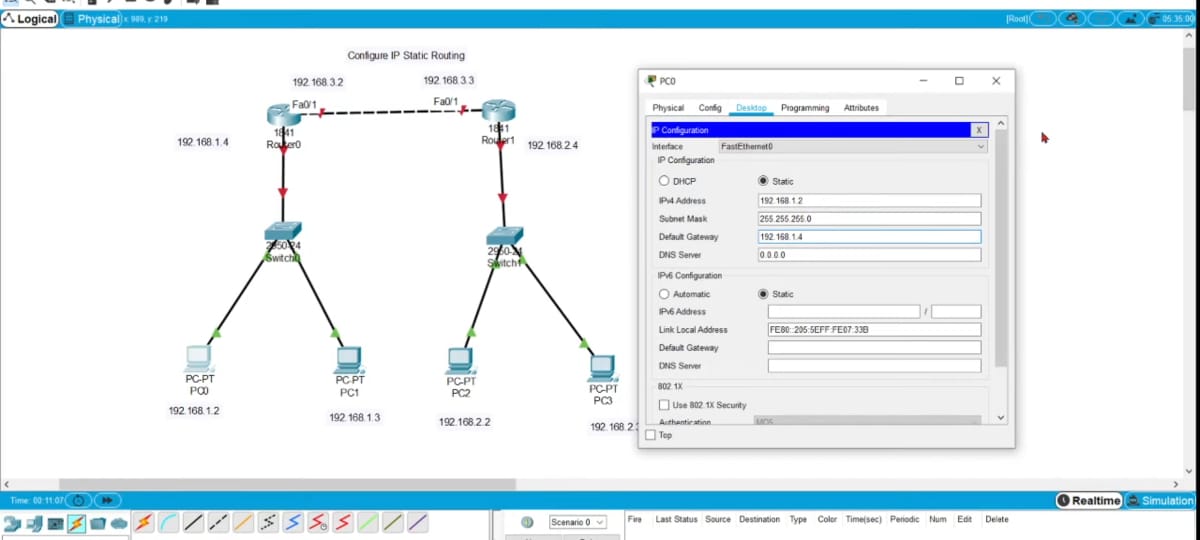 Logical Physical x: 989, y: 219 [Root] 05:35:00
Configure IP Static Routing
192.168.3.2 192.168.3.3
Fa0/1 Fa0/1
1841 1841
192.168.1.4 Router0 Router1 192.168.2.4
2950-24 2950-24
Switch0 Switch1
PC-PT PC-PT PC-PT PC-PT
PC0 PC1 PC2 PC3
192.168.1.2 192.168.1.3 192.168.2.2 192.168.2.
PC0
Physical Config Desktop Programming Attributes
IP Configuration X
Interface FastEthernet0
IP Configuration
DHCP Static
IPv4 Address 192.168.1.2
Subnet Mask 255.255.255.0
Default Gateway 192.168.1.4
DNS Server 0.0.0.0
IPv6 Configuration
Automatic Static
IPv6 Address /
Link Local Address FE80::205:5EFF:FE07:33B
Default Gateway
DNS Server
802.1X
Use 802.1X Security
Authentication MD5
Top
Time: 00:11:07 Realtime Simulation
Scenario 0 Fire Last Status Source Destination Type Color Time(sec) Periodic Num Edit Delete